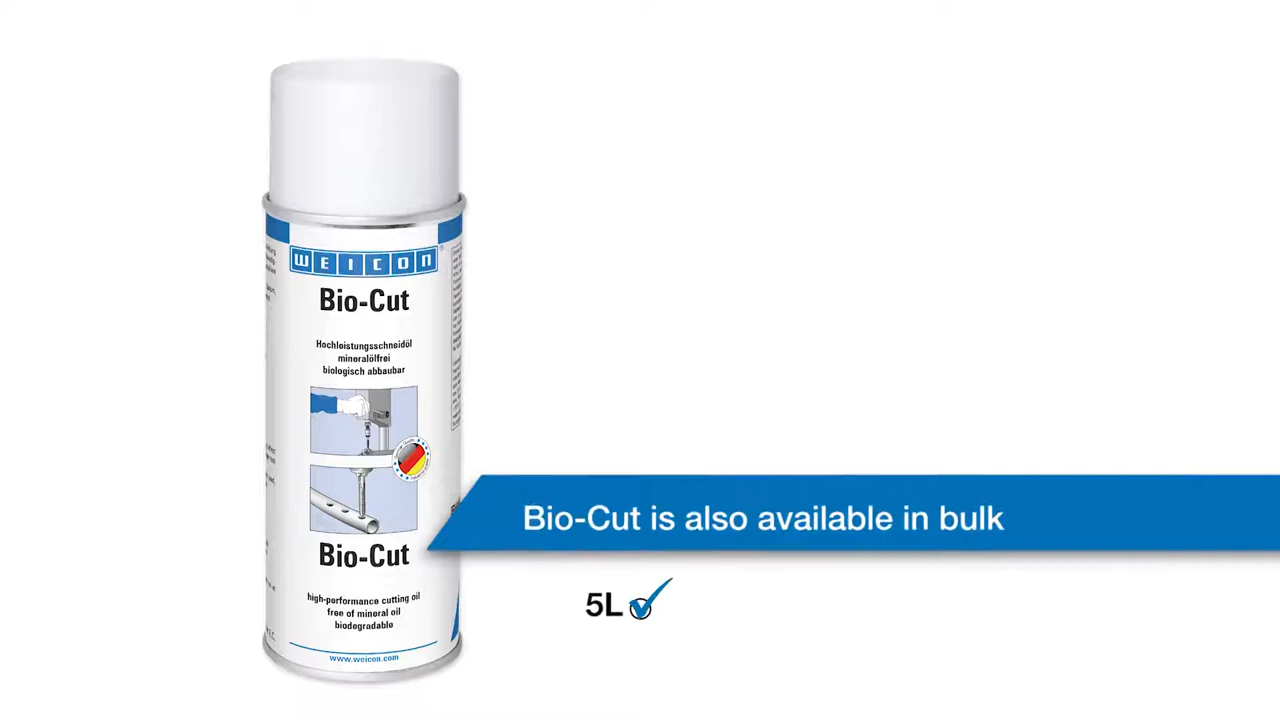 WEICON
Bio-Cut
Hochleistungsschneidöl
mineralölfrei
biologisch abbaubar
Bio-Cut
high-performance cutting oil
free of mineral oil
biodegradable
www.weicon.com
Bio-Cut is also available in bulk
5L